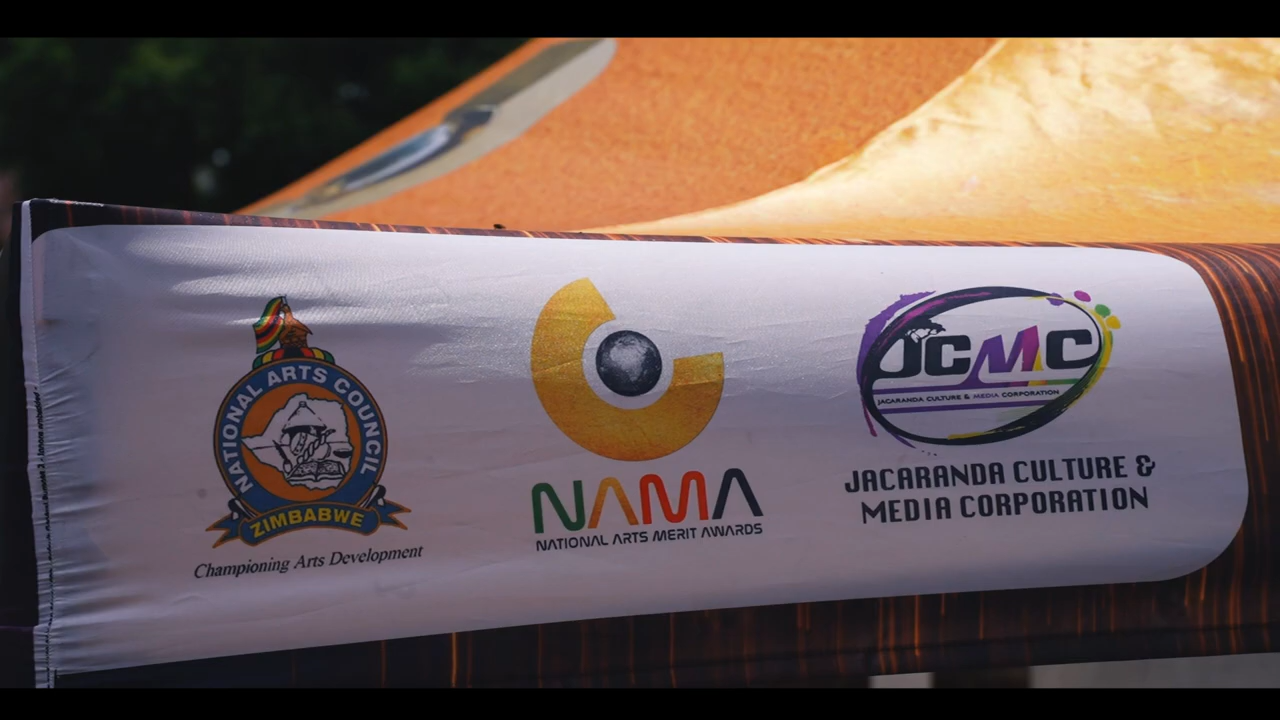 NATIONAL ARTS COUNCIL
ZIMBABWE
Championing Arts Development
NAMA
NATIONAL ARTS MERIT AWARDS
JCMC
JACARANDA CULTURE & MEDIA CORPORATION
JACARANDA CULTURE &
MEDIA CORPORATION